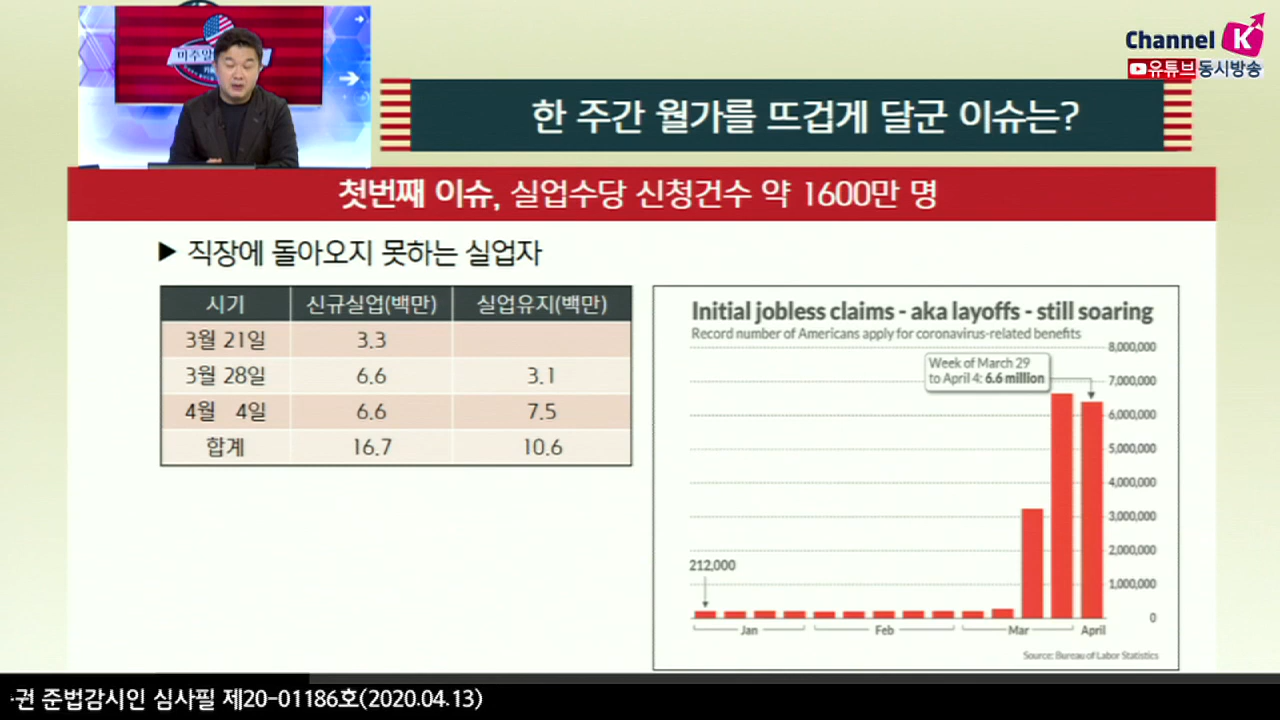 Channel K
유튜브동시방송
한 주간 월가를 뜨겁게 달군 이슈는?
첫번째 이슈, 실업수당 신청건수 약 1600만 명
▶ 직장에 돌아오지 못하는 실업자
시기 신규실업(백만) 실업유지(백만)
3월 21일 3.3
3월 28일 6.6 3.1
4월 4일 6.6 7.5
합계 16.7 10.6
Initial jobless claims - aka layoffs - still soaring
Record number of Americans apply for coronavirus-related benefits
8,000,000
Week of March 29
to April 4: 6.6 million
7,000,000
6,000,000
5,000,000
4,000,000
3,000,000
2,000,000
212,000
1,000,000
0
Jan Feb Mar April
Source: Bureau of Labor Statistics
·권 준법감시인 심사필 제20-01186호(2020.04.13)